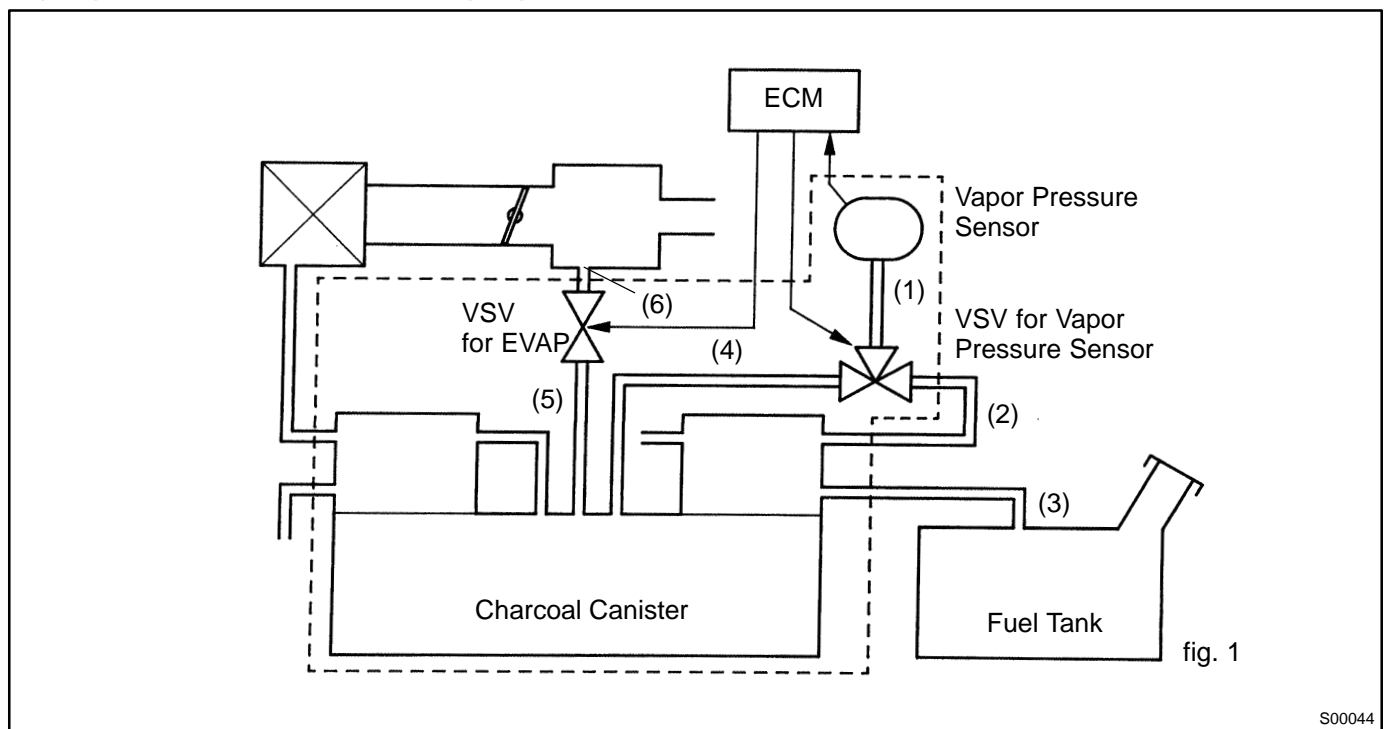 ECM
Vapor Pressure
Sensor
(1)
(6)
VSV
for EVAP
VSV for Vapor
Pressure Sensor
(4)
(5)
(2)
(3)
Charcoal Canister
Fuel Tank
fig. 1
S00044